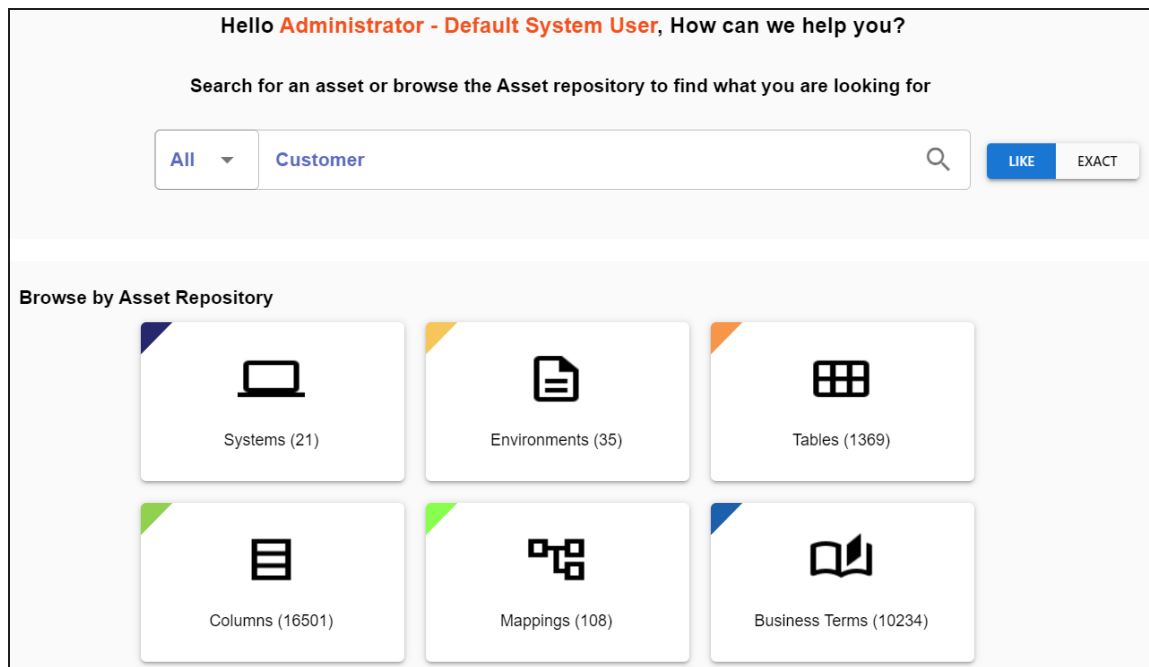 Hello Administrator - Default System User, How can we help you?
Search for an asset or browse the Asset repository to find what you are looking for
All Customer LIKE EXACT
Browse by Asset Repository
Systems (21) Environments (35) Tables (1369)
Columns (16501) Mappings (108) Business Terms (10234)